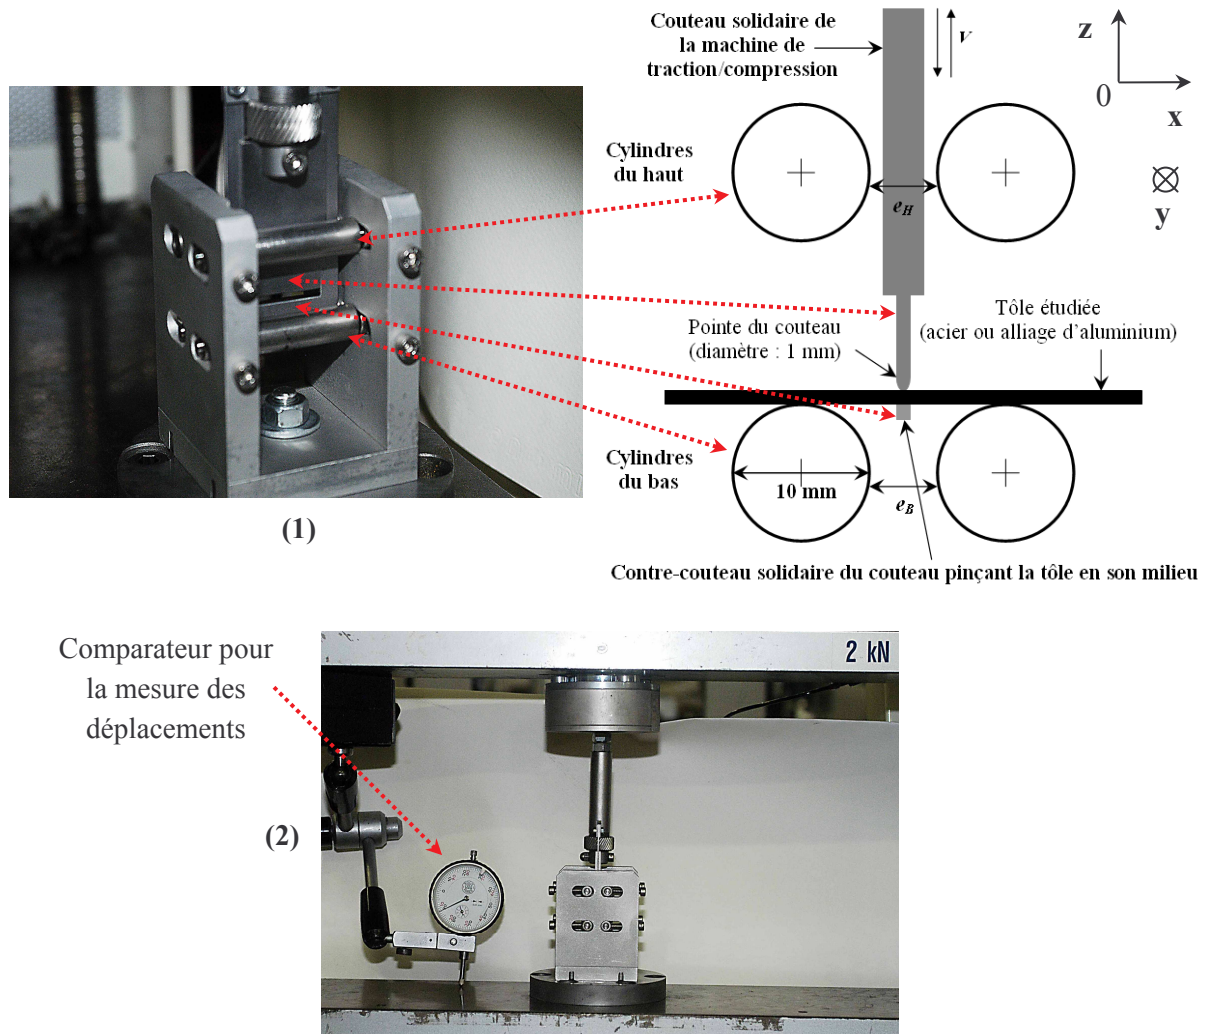 Couteau solidaire de
la machine de
traction/compression
V
z
0
x
y
Cylindres
du haut
e_H
Pointe du couteau
(diamètre : 1 mm)
Tôle étudiée
(acier ou alliage d’aluminium)
Cylindres
du bas
10 mm
e_B
Contre-couteau solidaire du couteau pinçant la tôle en son milieu
(1)
Comparateur pour
la mesure des
déplacements
(2)
2 kN